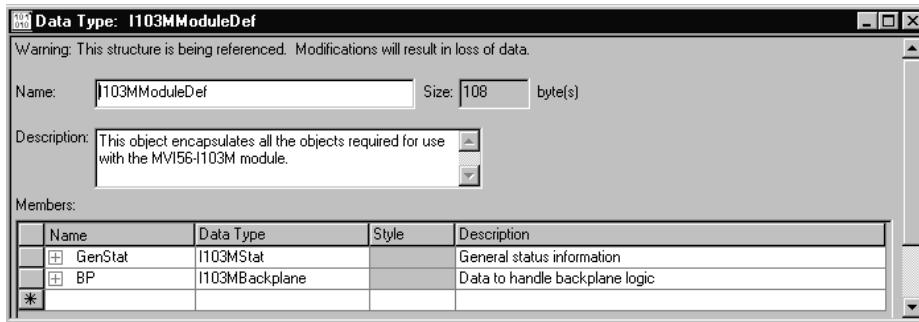 Data Type: I103MModuleDef
Warning: This structure is being referenced. Modifications will result in loss of data.
Name: I103MModuleDef Size: 108 byte(s)
Description: This object encapsulates all the objects required for use
with the MVI56-I103M module.
Members:
Name Data Type Style Description
GenStat I103MStat General status information
BP I103MBackplane Data to handle backplane logic